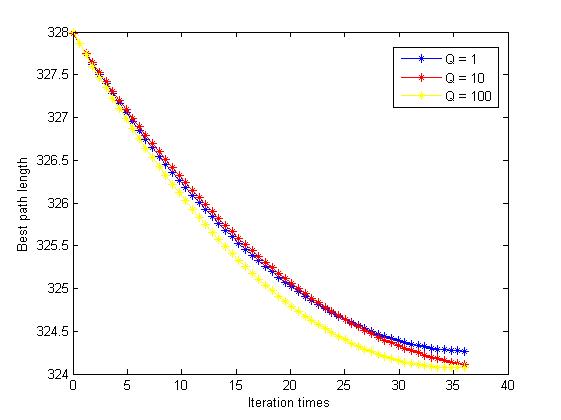 328
327.5
327
326.5
326
325.5
325
324.5
324
Best path length
0 5 10 15 20 25 30 35 40
Iteration times
Q = 1
Q = 10
Q = 100